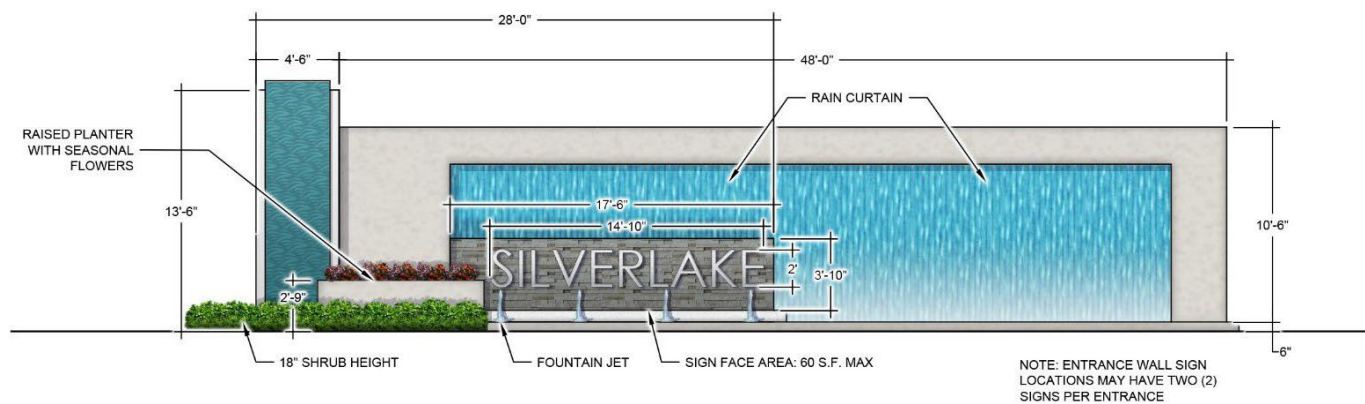 28'-0"
4'-6"
48'-0"
RAIN CURTAIN
RAISED PLANTER
WITH SEASONAL
FLOWERS
17'-6"
13'-6"
14'-10"
10'-6"
SILVERLAKE
2'
3'-10"
2'-9"
6"
18" SHRUB HEIGHT
FOUNTAIN JET
SIGN FACE AREA: 60 S.F. MAX
NOTE: ENTRANCE WALL SIGN
LOCATIONS MAY HAVE TWO (2)
SIGNS PER ENTRANCE